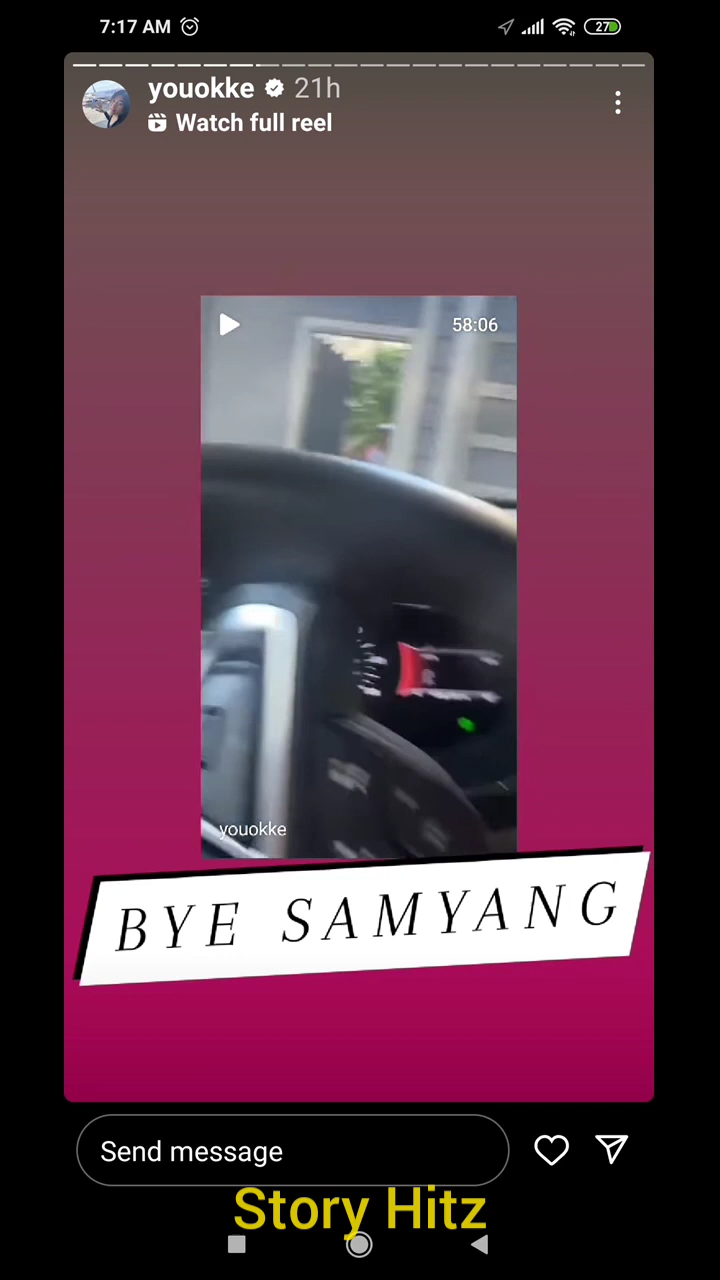 7:17 AM
27
youokke 21h
Watch full reel
58:06
youokke
BYE SAMYANG
Send message
Story Hitz